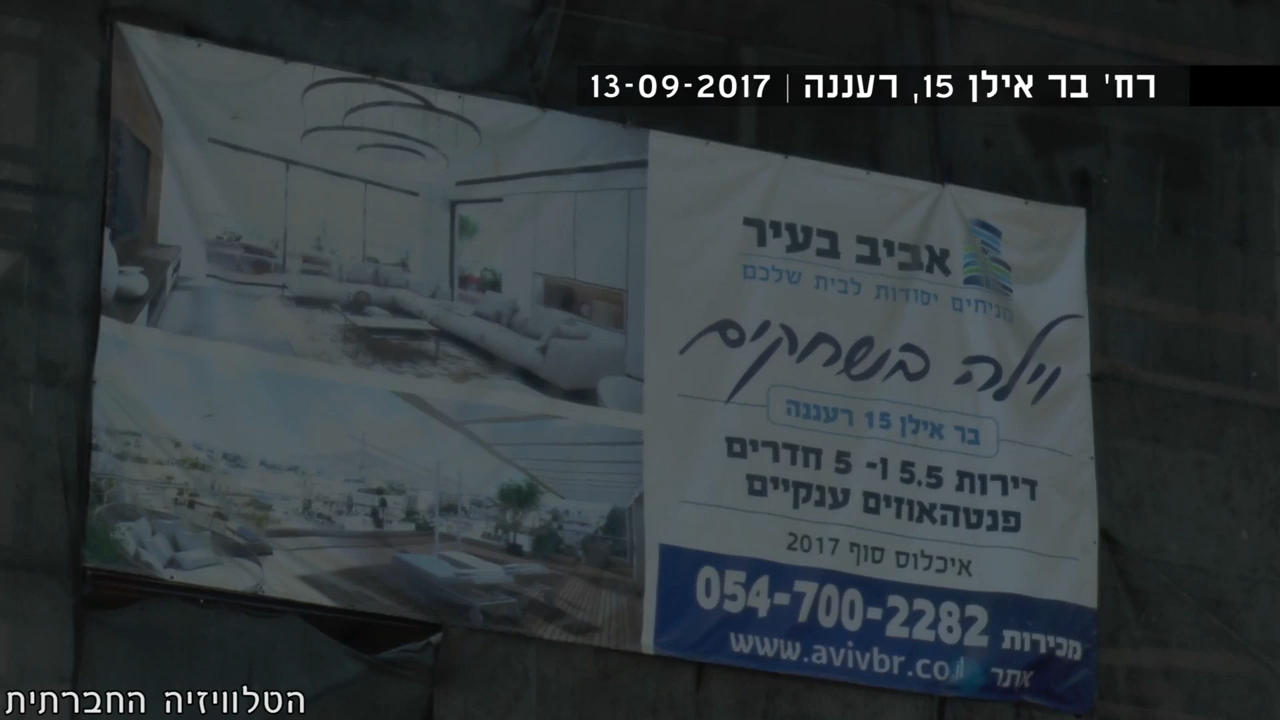 רח' בר אילן 15, רעננה | 13-09-2017
אביב בעיר
מניחים יסודות לבית שלכם
וילה בשחקים
בר אילן 15 רעננה
דירות 5.5 ו- 5 חדרים
פנטהאוזים ענקיים
איכלוס סוף 2017
מכירות 054-700-2282
אתר www.avivbr.co.il
הטלוויזיה החברתית